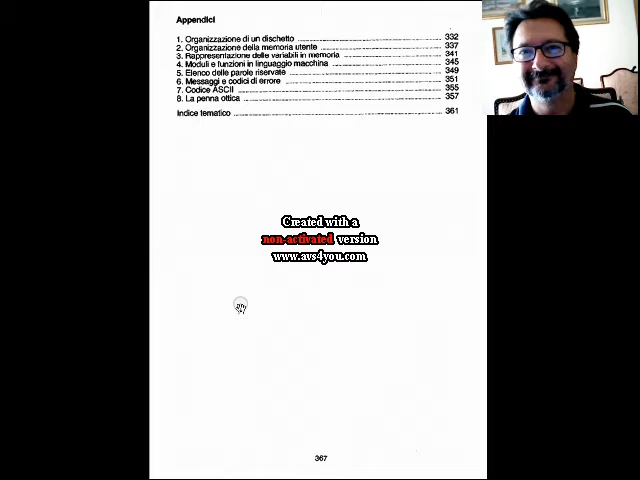 Appendici
1. Organizzazione di un dischetto 332
2. Organizzazione della memoria utente 337
3. Rappresentazione delle variabili in memoria 341
4. Moduli e funzioni in linguaggio macchina 345
5. Elenco delle parole riservate 349
6. Messaggi e codici di errore 351
7. Codice ASCII 355
8. La penna ottica 357
Indice tematico 361
Created with a
non-activated version
www.avs4you.com
367